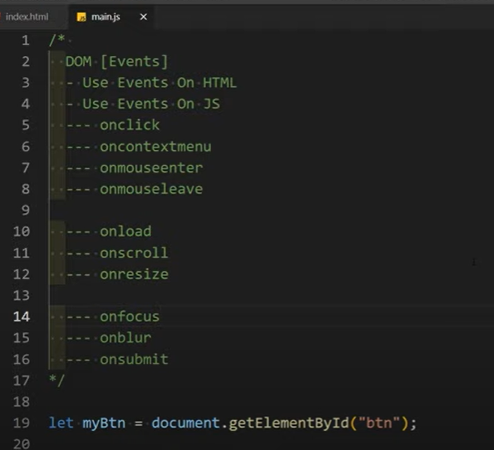 index.html main.js
1 /*
2 DOM [Events]
3 - Use Events On HTML
4 - Use Events On JS
5 --- onclick
6 --- oncontextmenu
7 --- onmouseenter
8 --- onmouseleave
9
10 --- onload
11 --- onscroll
12 --- onresize
13
14 --- onfocus
15 --- onblur
16 --- onsubmit
17 */
18
19 let myBtn = document.getElementById("btn");
20